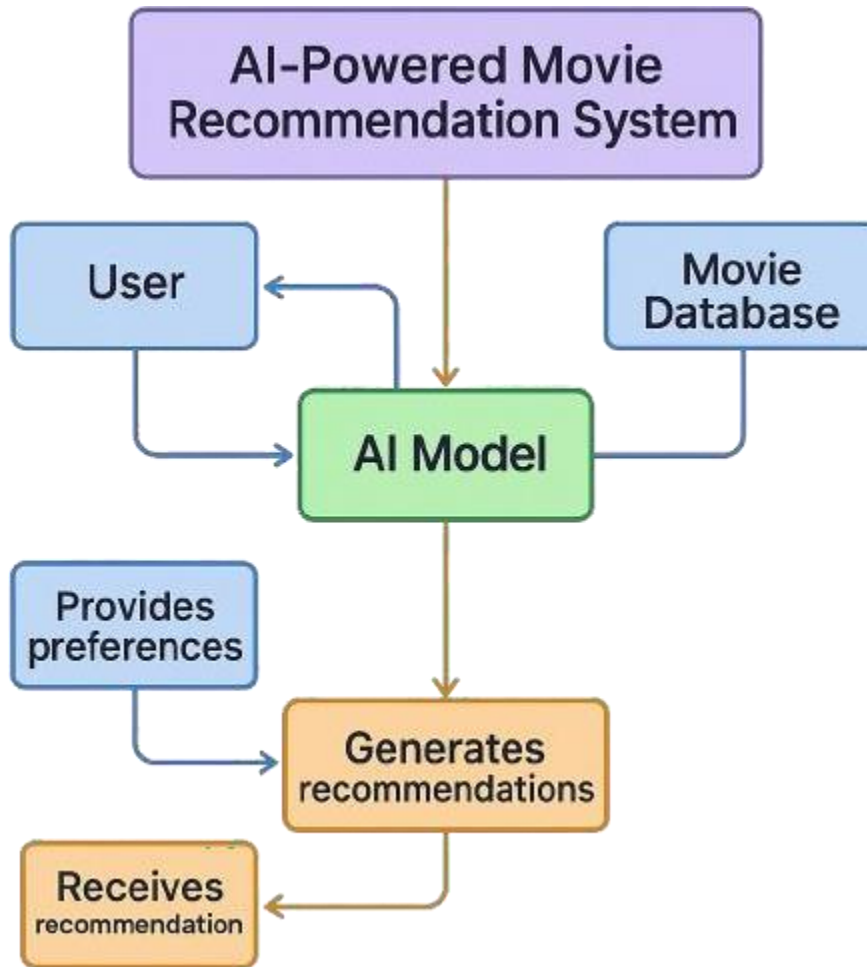 AI-Powered Movie
Recommendation System
User
Movie
Database
AI Model
Provides
preferences
Generates
recommendations
Receives
recommendation